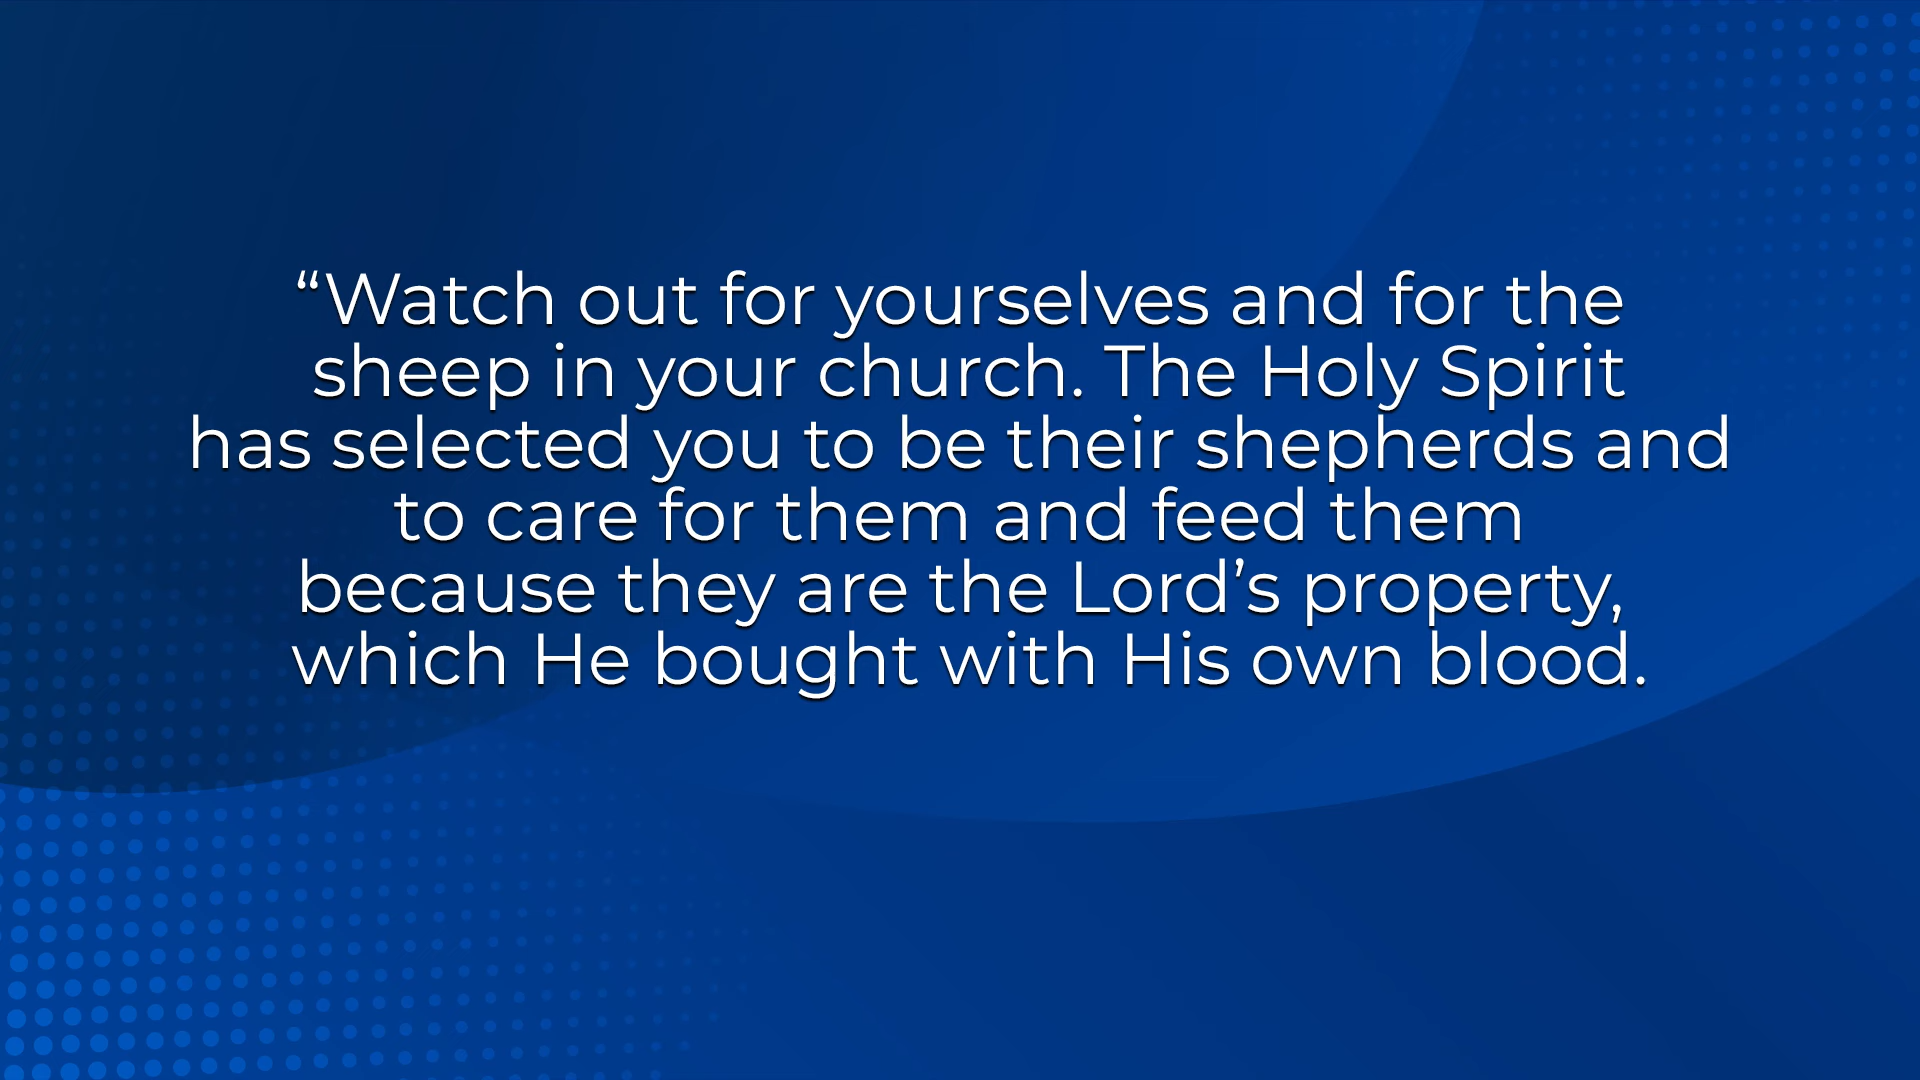 “Watch out for yourselves and for the
sheep in your church. The Holy Spirit
has selected you to be their shepherds and
to care for them and feed them
because they are the Lord’s property,
which He bought with His own blood.